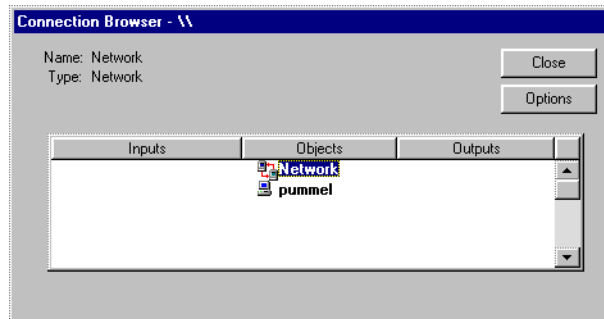 Connection Browser - \\
Name: Network
Type: Network
Close
Options
Inputs Objects Outputs
Network
pummel